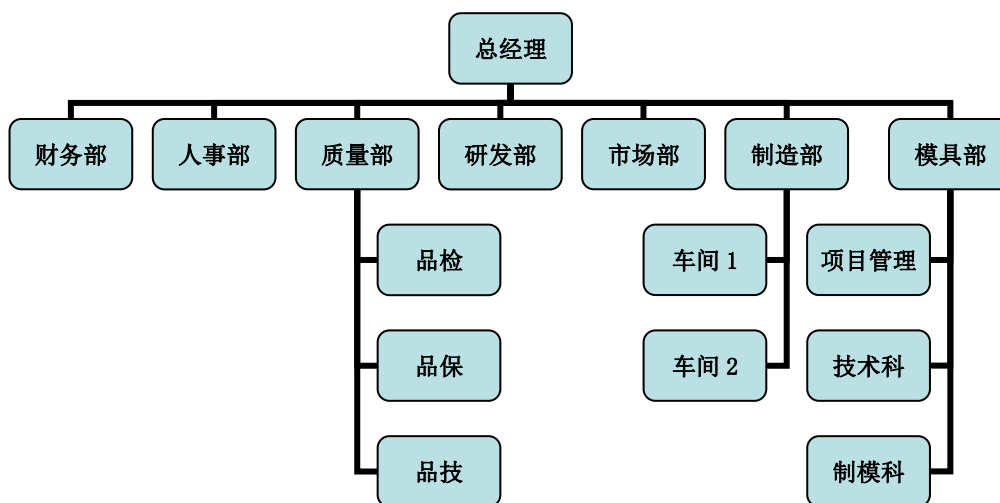 总经理
财务部
人事部
质量部
研发部
市场部
制造部
模具部
品检
车间 1
项目管理
品保
车间 2
技术科
品技
制模科